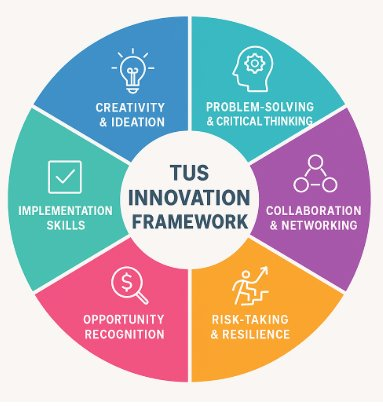 CREATIVITY
& IDEATION
PROBLEM-SOLVING
& CRITICAL THINKING
TUS
INNOVATION
FRAMEWORK
IMPLEMENTATION
SKILLS
COLLABORATION
& NETWORKING
$
OPPORTUNITY
RECOGNITION
RISK-TAKING
& RESILIENCE